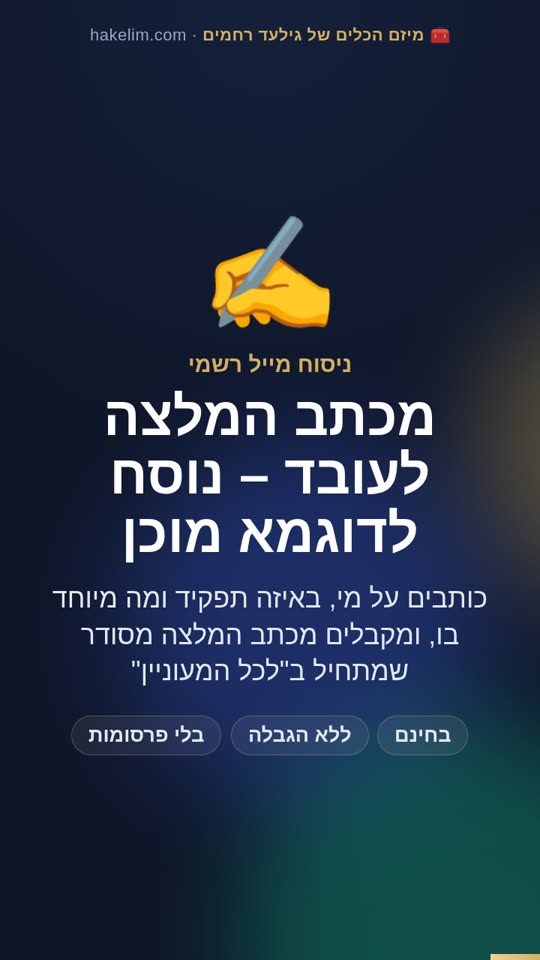 🧰 מיזם הכלים של גילעד רחמים · hakelim.com
ניסוח מייל רשמי
מכתב המלצה
לעובד – נוסח
לדוגמא מוכן
כותבים על מי, באיזה תפקיד ומה מיוחד
בו, ומקבלים מכתב המלצה מסודר
שמתחיל ב"לכל המעוניין"
בחינם
ללא הגבלה
בלי פרסומות